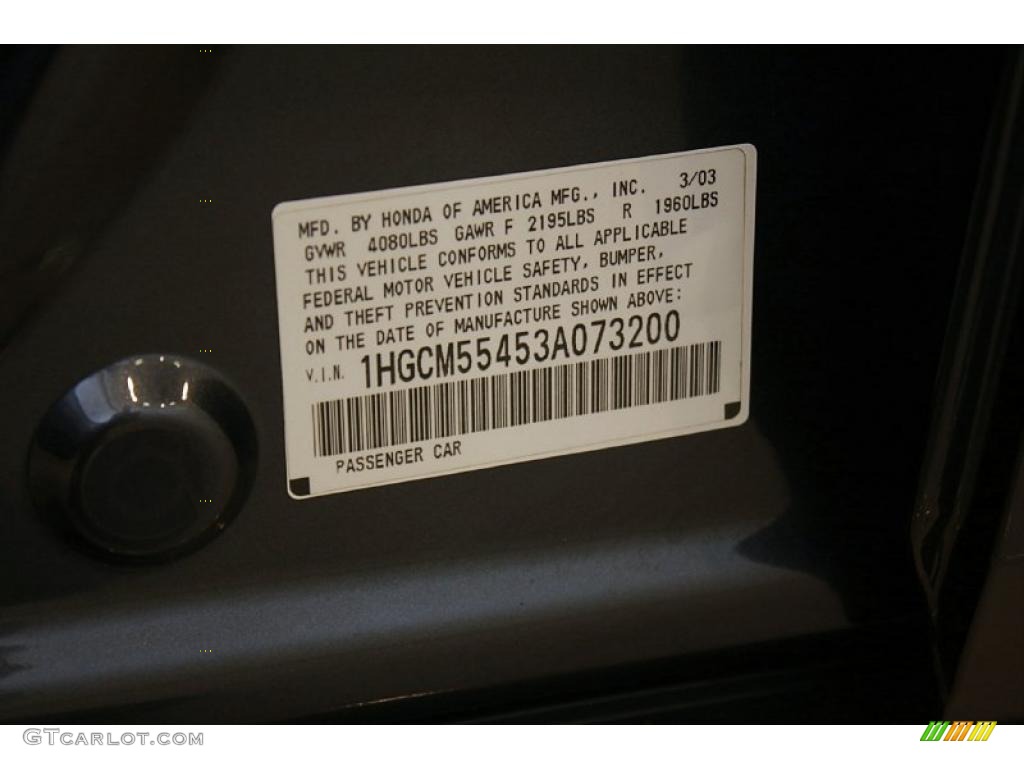 MFD. BY HONDA OF AMERICA MFG., INC. 3/03
GVWR 4080LBS GAWR F 2195LBS R 1960LBS
THIS VEHICLE CONFORMS TO ALL APPLICABLE
FEDERAL MOTOR VEHICLE SAFETY, BUMPER,
AND THEFT PREVENTION STANDARDS IN EFFECT
ON THE DATE OF MANUFACTURE SHOWN ABOVE:
V.I.N. 1HGCM55453A073200
PASSENGER CAR
GTCARLOT.COM